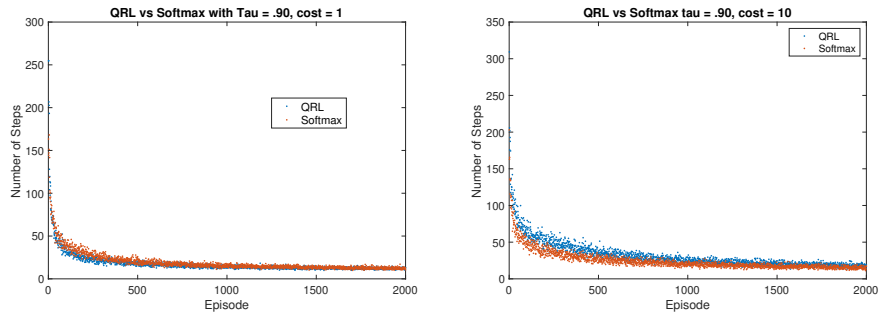 QRL vs Softmax with Tau = .90, cost = 1
300
250
200
150
100
50
0
Number of Steps
QRL
Softmax
0
500
1000
1500
2000
Episode
QRL vs Softmax tau = .90, cost = 10
350
300
250
200
150
100
50
0
Number of Steps
QRL
Softmax
0
500
1000
1500
2000
Episode